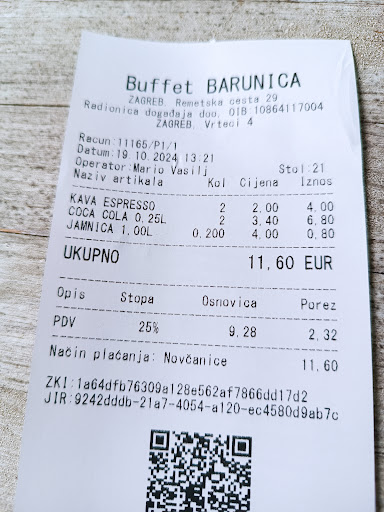 Buffet BARUNICA
ZAGREB. Remetska cesta 29
Radionica događaja doo. OIB:10864117004
ZAGREB. Vrteci 4
Racun:11165/P1/1
Datum:19.10.2024 13:21
Operator:Mario Vasilj Stol:21
Naziv artikala Kol Cijena Iznos
KAVA ESPRESSO 2 2,00 4,00
COCA COLA 0.25L 2 3,40 6,80
JAMNICA 1,00L 0,200 4,00 0,80
UKUPNO 11,60 EUR
Opis Stopa Osnovica Porez
PDV 25% 9,28 2,32
Način plaćanja: Novčanice 11,60
ZKI:1a64dfb76309a128e562af7866dd17d2
JIR:9242dddb-21a7-4054-a120-ec4580d9ab7c